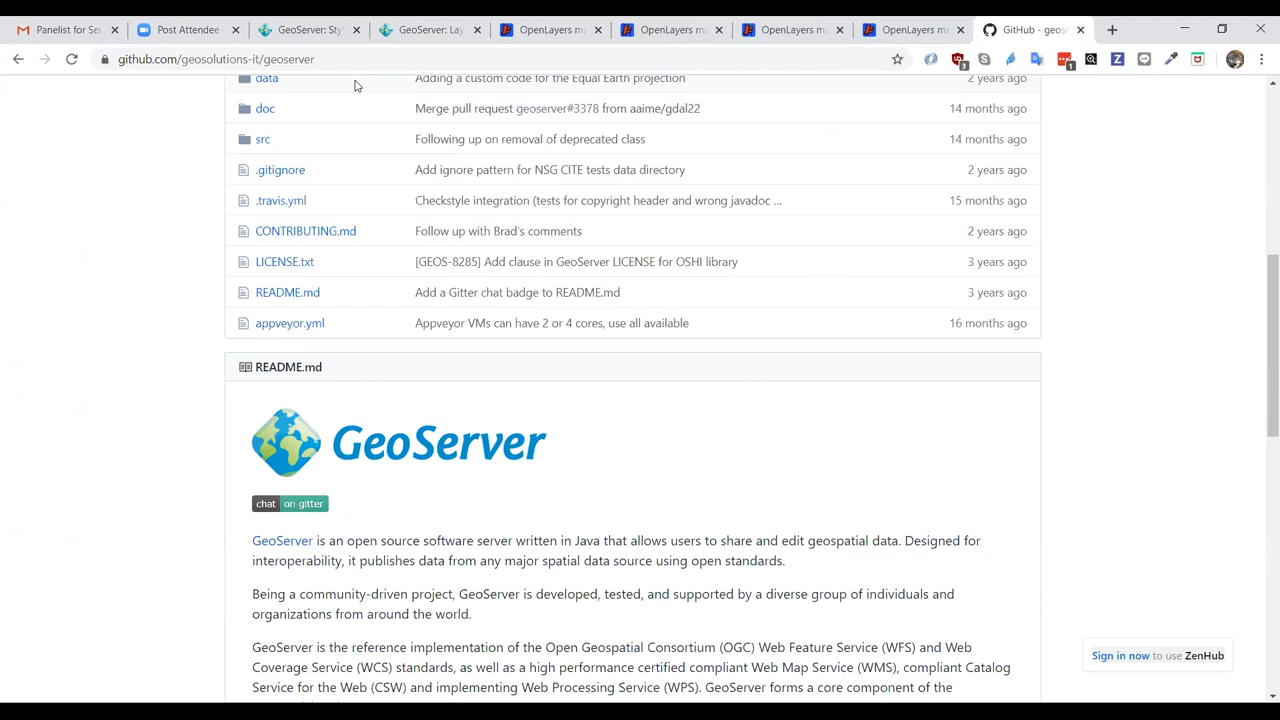 Panelist for Se
Post Attendee
GeoServer: Sty
GeoServer: Lay
OpenLayers ma
OpenLayers ma
OpenLayers ma
OpenLayers ma
GitHub - geoso
github.com/geosolutions-it/geoserver
3
1
data Adding a custom code for the Equal Earth projection 2 years ago
doc Merge pull request geoserver#3378 from aaime/gdal22 14 months ago
src Following up on removal of deprecated class 14 months ago
.gitignore Add ignore pattern for NSG CITE tests data directory 2 years ago
.travis.yml Checkstyle integration (tests for copyright header and wrong javadoc ... 15 months ago
CONTRIBUTING.md Follow up with Brad's comments 2 years ago
LICENSE.txt [GEOS-8285] Add clause in GeoServer LICENSE for OSHI library 3 years ago
README.md Add a Gitter chat badge to README.md 3 years ago
appveyor.yml Appveyor VMs can have 2 or 4 cores, use all available 16 months ago
README.md
GeoServer
chat on gitter
GeoServer is an open source software server written in Java that allows users to share and edit geospatial data. Designed for
interoperability, it publishes data from any major spatial data source using open standards.
Being a community-driven project, GeoServer is developed, tested, and supported by a diverse group of individuals and
organizations from around the world.
GeoServer is the reference implementation of the Open Geospatial Consortium (OGC) Web Feature Service (WFS) and Web
Coverage Service (WCS) standards, as well as a high performance certified compliant Web Map Service (WMS), compliant Catalog
Service for the Web (CSW) and implementing Web Processing Service (WPS). GeoServer forms a core component of the
Sign in now to use ZenHub